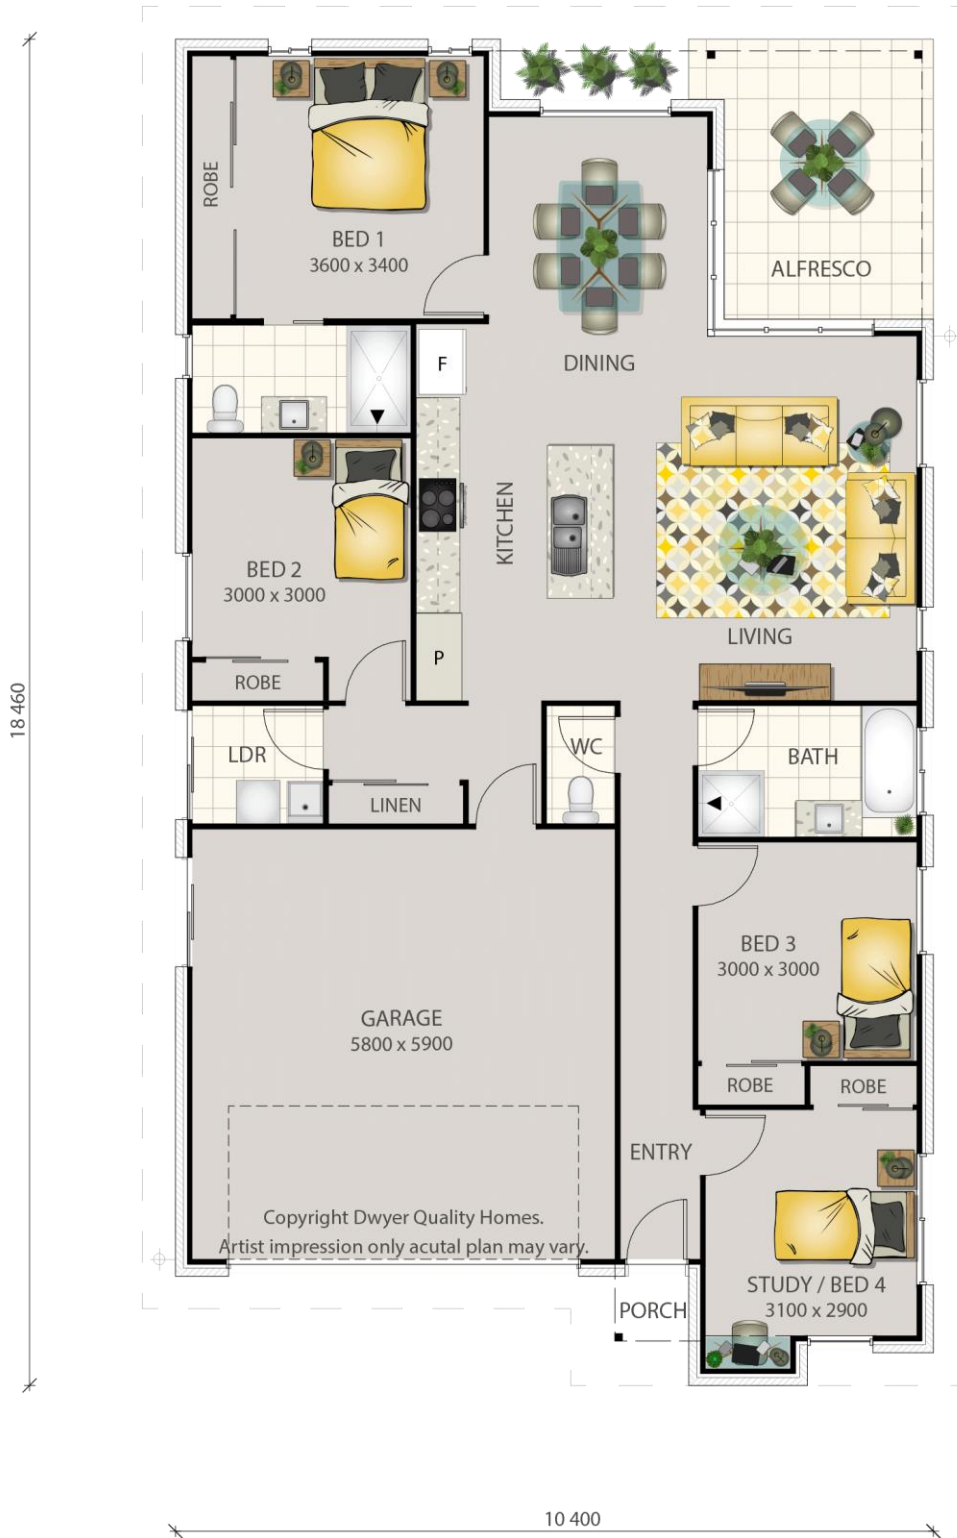 ROBE
BED 1
3600 x 3400
ALFRESCO
F
DINING
KITCHEN
BED 2
3000 x 3000
LIVING
P
ROBE
18 460
LDR
WC
BATH
LINEN
BED 3
3000 x 3000
GARAGE
5800 x 5900
ROBE
ROBE
ENTRY
Copyright Dwyer Quality Homes.
Artist impression only acutal plan may vary.
STUDY / BED 4
3100 x 2900
PORCH
10 400